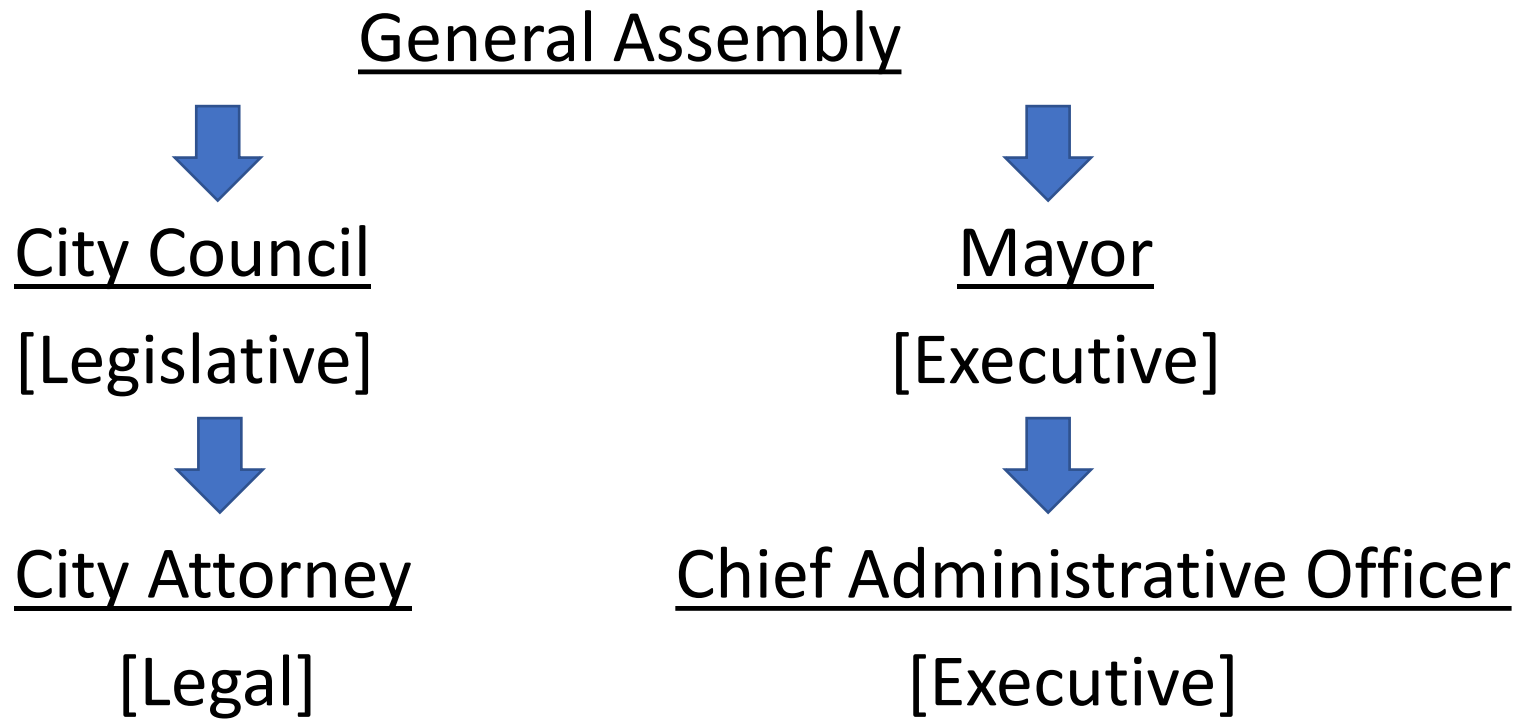 General Assembly
City Council
Mayor
[Legislative]
[Executive]
City Attorney
Chief Administrative Officer
[Legal]
[Executive]